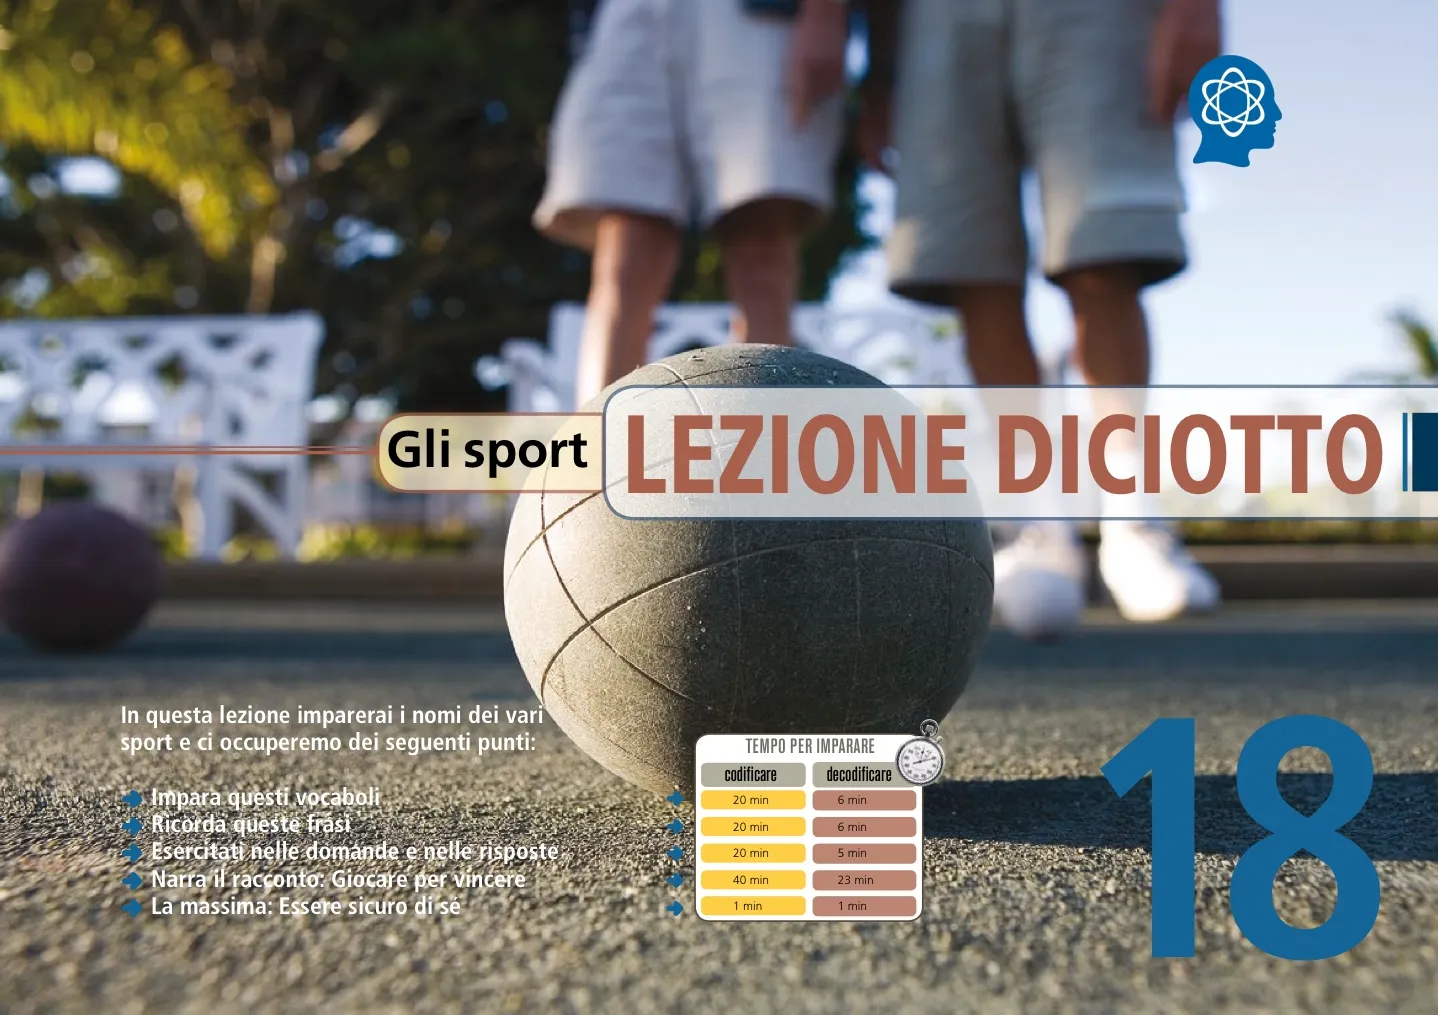 Gli sport
LEZIONE DICIOTTO
In questa lezione imparerai i nomi dei vari
sport e ci occuperemo dei seguenti punti:
Impara questi vocaboli
Ricorda queste frasi
Esercitati nelle domande e nelle risposte
Narra il racconto: Giocare per vincere
La massima: Essere sicuro di sé
TEMPO PER IMPARARE
codificare decodificare
20 min 6 min
20 min 6 min
20 min 5 min
40 min 23 min
1 min 1 min
18